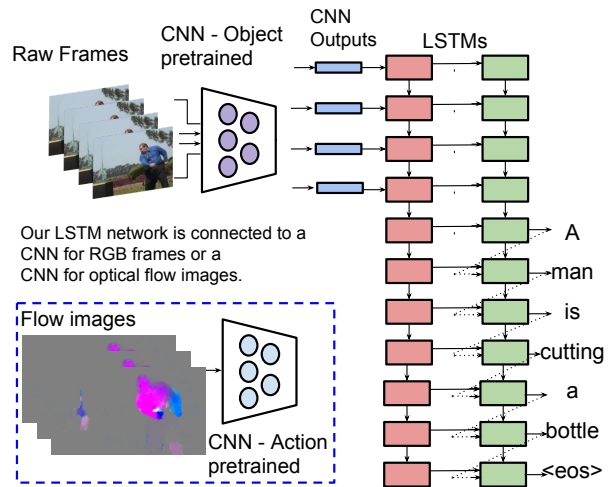 Raw Frames
CNN - Object
pretrained
CNN
Outputs
LSTMs
Our LSTM network is connected to a
CNN for RGB frames or a
CNN for optical flow images.
Flow images
CNN - Action
pretrained
A
man
is
cutting
a
bottle
<eos>